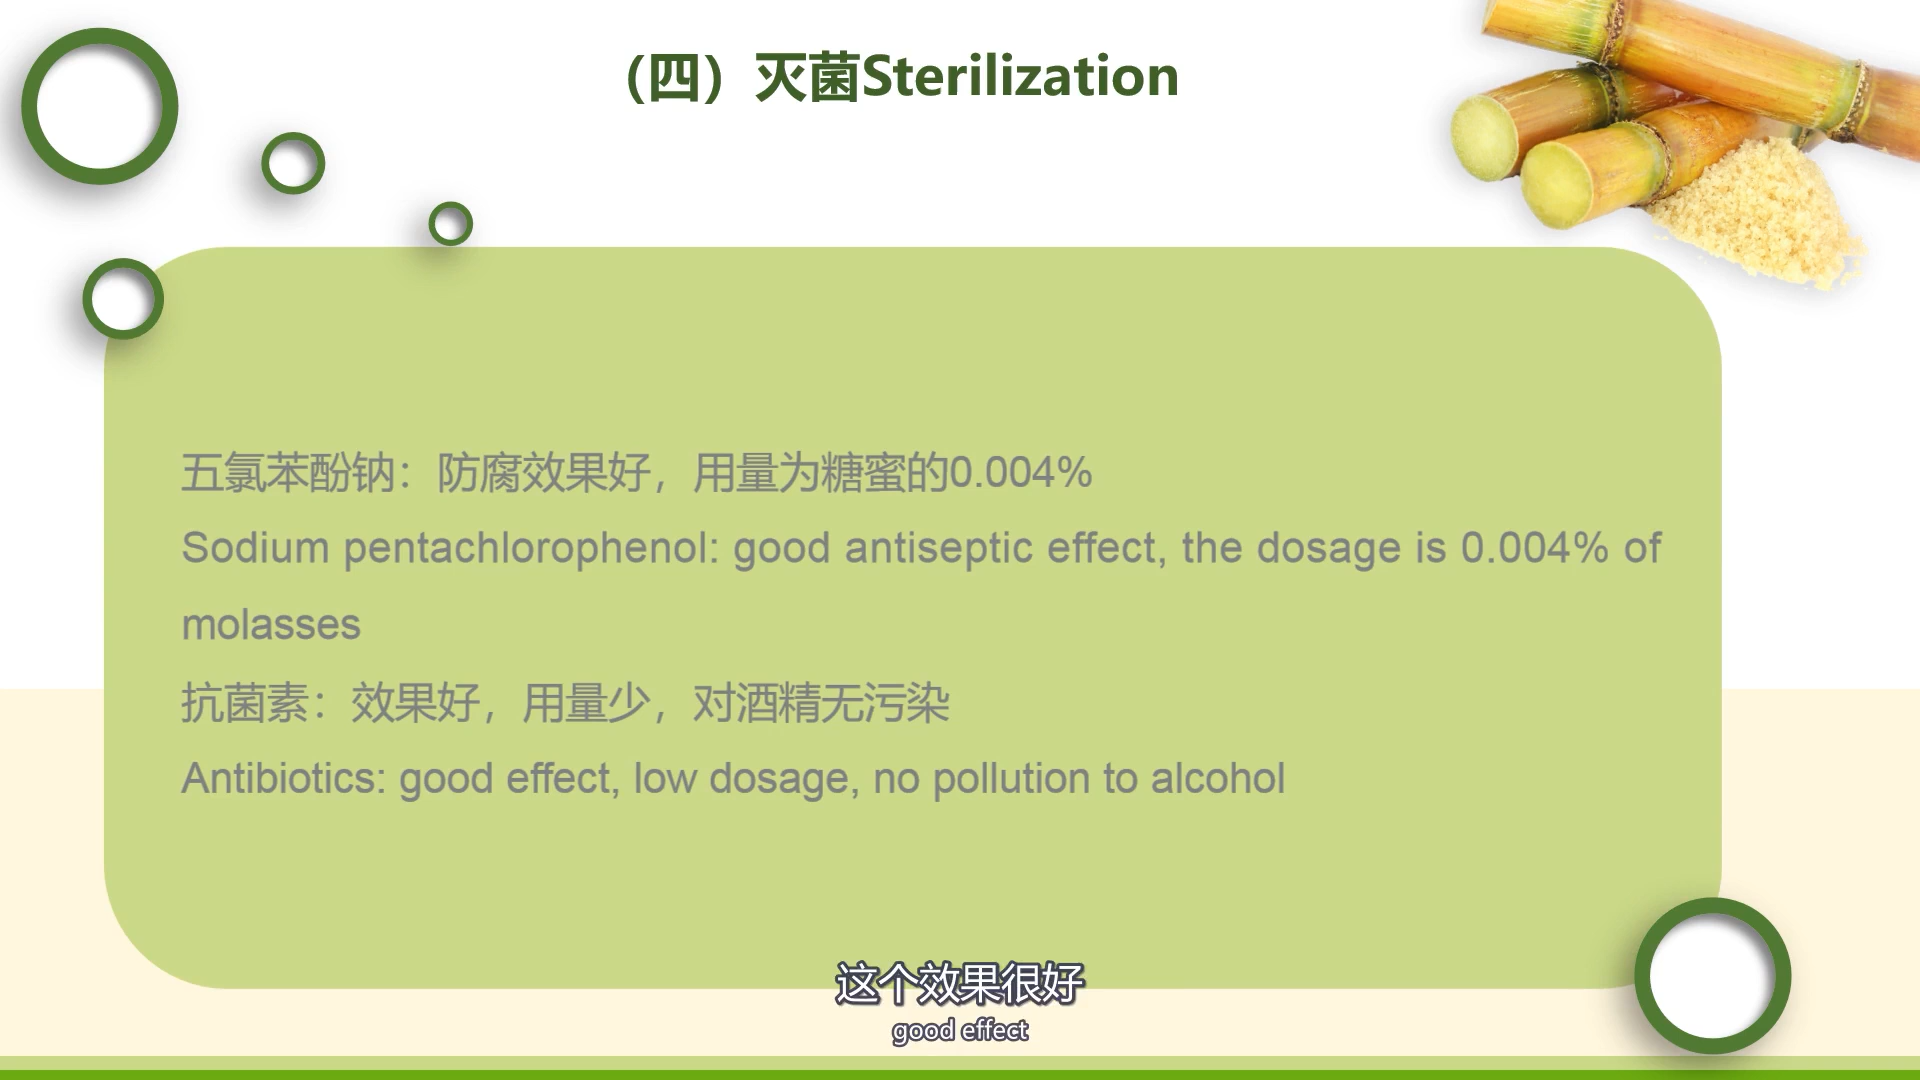 （四）灭菌Sterilization
五氯苯酚钠：防腐效果好，用量为糖蜜的0.004%
Sodium pentachlorophenol: good antiseptic effect, the dosage is 0.004% of
molasses
抗菌素：效果好，用量少，对酒精无污染
Antibiotics: good effect, low dosage, no pollution to alcohol
这个效果很好
good effect